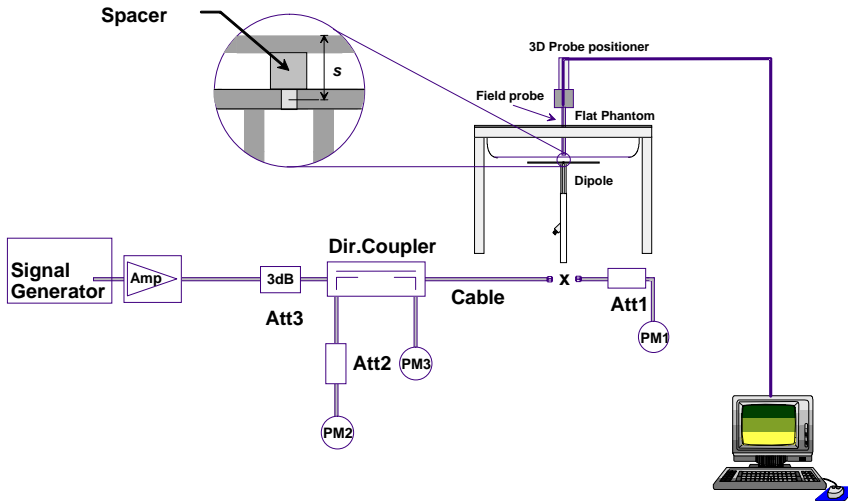 Spacer
s
3D Probe positioner
Field probe
Flat Phantom
Dipole
Dir.Coupler
Signal
Generator
Amp
3dB
Att3
Cable
x
Att1
PM1
Att2
PM3
PM2